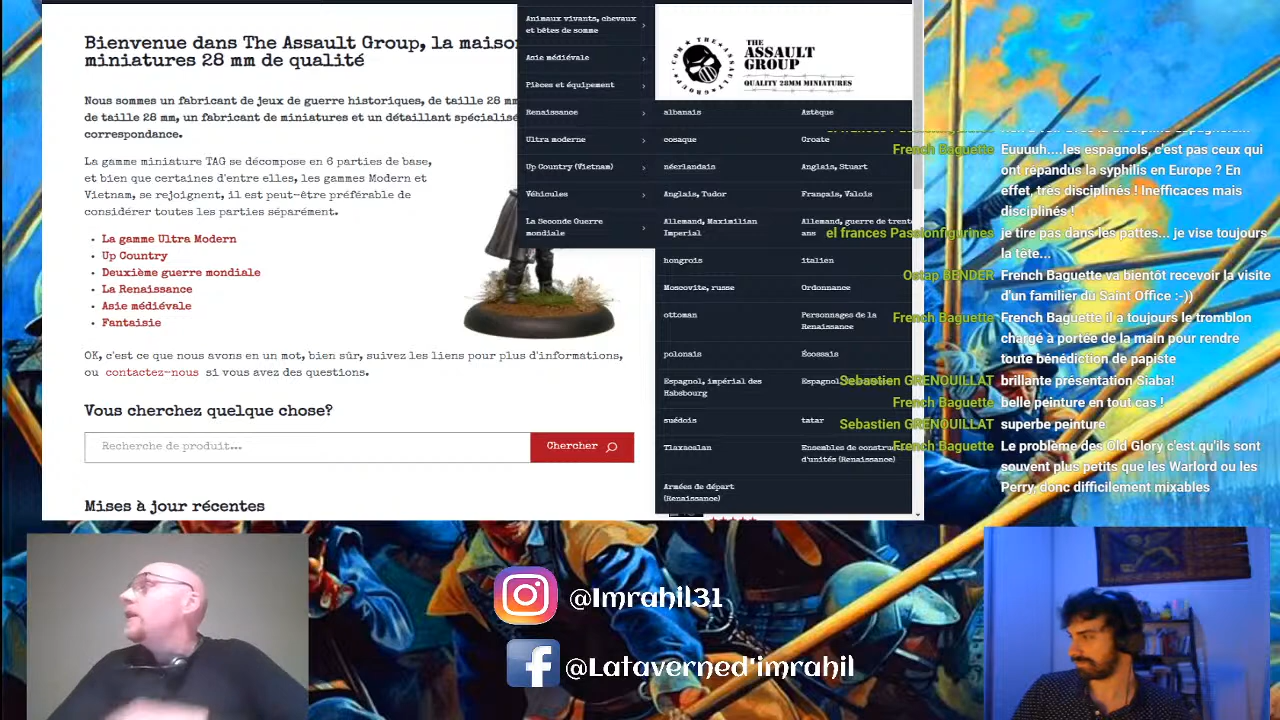 Bienvenue dans The Assault Group, la maison
miniatures 28 mm de qualité
Nous sommes un fabricant de jeux de guerre historiques, de taille 28 mm
de taille 28 mm, un fabricant de miniatures et un détaillant spécialisé
correspondance.
La gamme miniature TAG se décompose en 6 parties de base,
et bien que certaines d'entre elles, les gammes Modern et
Vietnam, se rejoignent, il est peut-être préférable de
considérer toutes les parties séparément.
La gamme Ultra Modern
Up Country
Deuxième guerre mondiale
La Renaissance
Asie médiévale
Fantaisie
OK, c'est ce que nous avons en un mot, bien sûr, suivez les liens pour plus d'informations,
ou contactez-nous si vous avez des questions.
Vous cherchez quelque chose?
Recherche de produit...
Chercher
Mises à jour récentes
Animaux vivants, chevaux
et bêtes de somme
Asie médiévale
Pièces et équipement
Renaissance
Ultra moderne
Up Country (Vietnam)
Véhicules
La Seconde Guerre
mondiale
THE
ASSAULT
GROUP
QUALITY 28MM MINIATURES
albanais
Aztèque
cosaque
Croate
néerlandais
Anglais, Stuart
Anglais, Tudor
Français, Valois
Allemand, Maximilian
Imperial
Allemand, guerre de trente
ans
hongrois
italien
Moscovite, russe
Ordonnance
ottoman
Personnages de la
Renaissance
polonais
Écossais
Espagnol, impérial des
Habsbourg
Espagnol,
suédois
tatar
Tlaxacalan
Ensembles de
d'unités (Renaissance)
Armées de départ
(Renaissance)
French Baguette Euuuuh....les espagnols, c'est pas ceux qui
ont repandus la syphilis en Europe ? En
effet, très disciplinés ! Inefficaces mais
disciplinés !
el frances Passionfigurines je tire pas dans les pattes... je vise toujours
la tête...
Ostap BENDER French Baguette va bientôt recevoir la visite
d'un familier du Saint Office :-))
French Baguette French Baguette il a toujours le tromblon
chargé à portée de la main pour rendre
toute bénédiction de papiste
Sebastien GRENOUILLAT brillante présentation Siaba!
French Baguette belle peinture en tout cas !
Sebastien GRENOUILLAT superbe peinture
French Baguette Le problème des Old Glory c'est qu'ils sont
souvent plus petits que les Warlord ou les
Perry, donc difficilement mixables
@Imrahil31
@Lataverned'imrahil